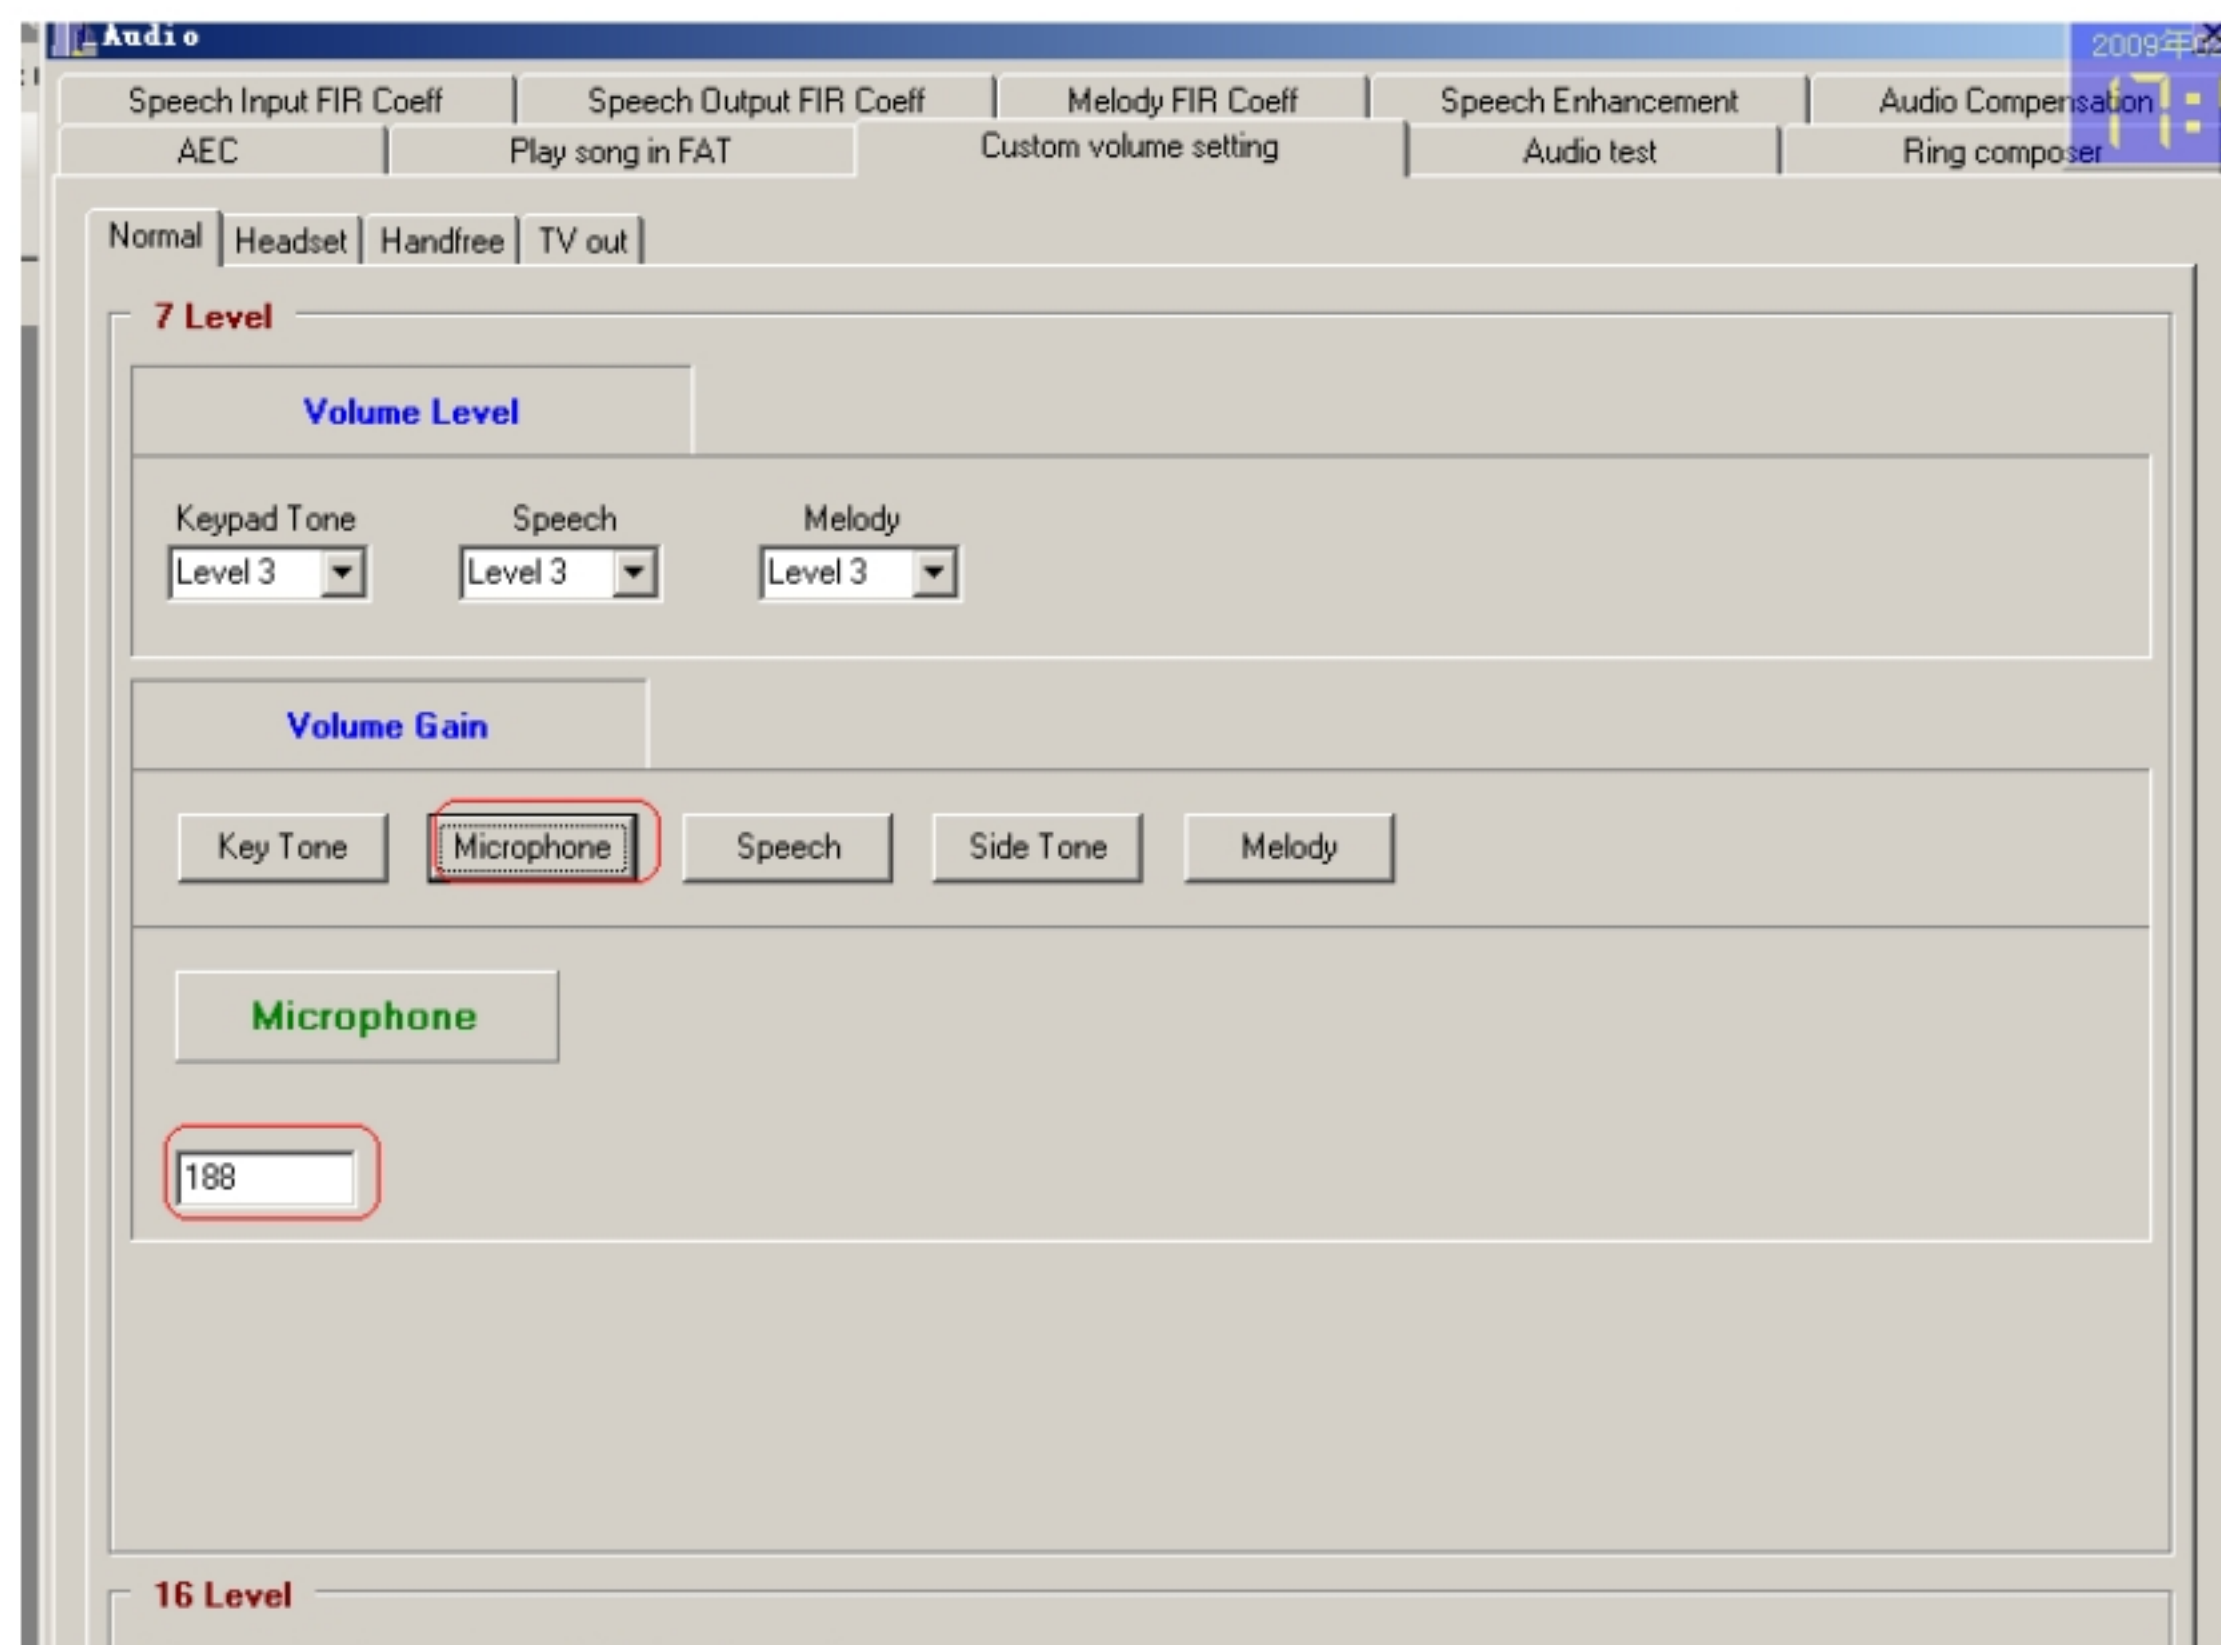 Audio
2009年02
Speech Input FIR Coeff Speech Output FIR Coeff Melody FIR Coeff Speech Enhancement Audio Compensation
AEC Play song in FAT Custom volume setting Audio test Ring composer
Normal Headset Handfree TV out
7 Level
Volume Level
Keypad Tone Speech Melody
Level 3 Level 3 Level 3
Volume Gain
Key Tone Microphone Speech Side Tone Melody
Microphone
188
16 Level